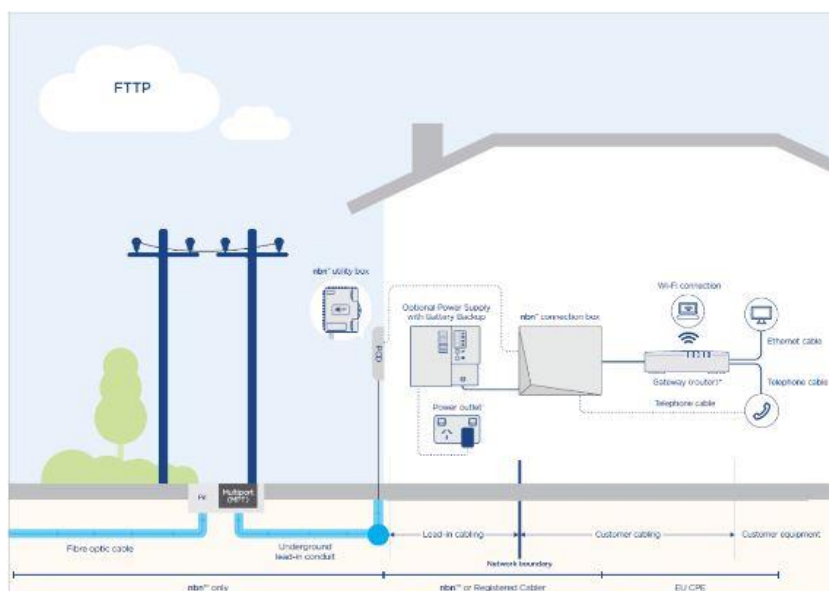 FTTP
nbn™ utility box
PCD
Optional Power Supply
with Battery Backup
nbn™ connection box
Wi-Fi connection
Ethernet cable
Gateway (router)*
Telephone cable
Telephone cable
Power outlet
Pit
Multiport
(MPT)
Fibre optic cable
Underground
lead-in conduit
Lead-in cabling
Customer cabling
Customer equipment
Network boundary
nbn™ only
nbn™ or Registered Cabler
EU CPE